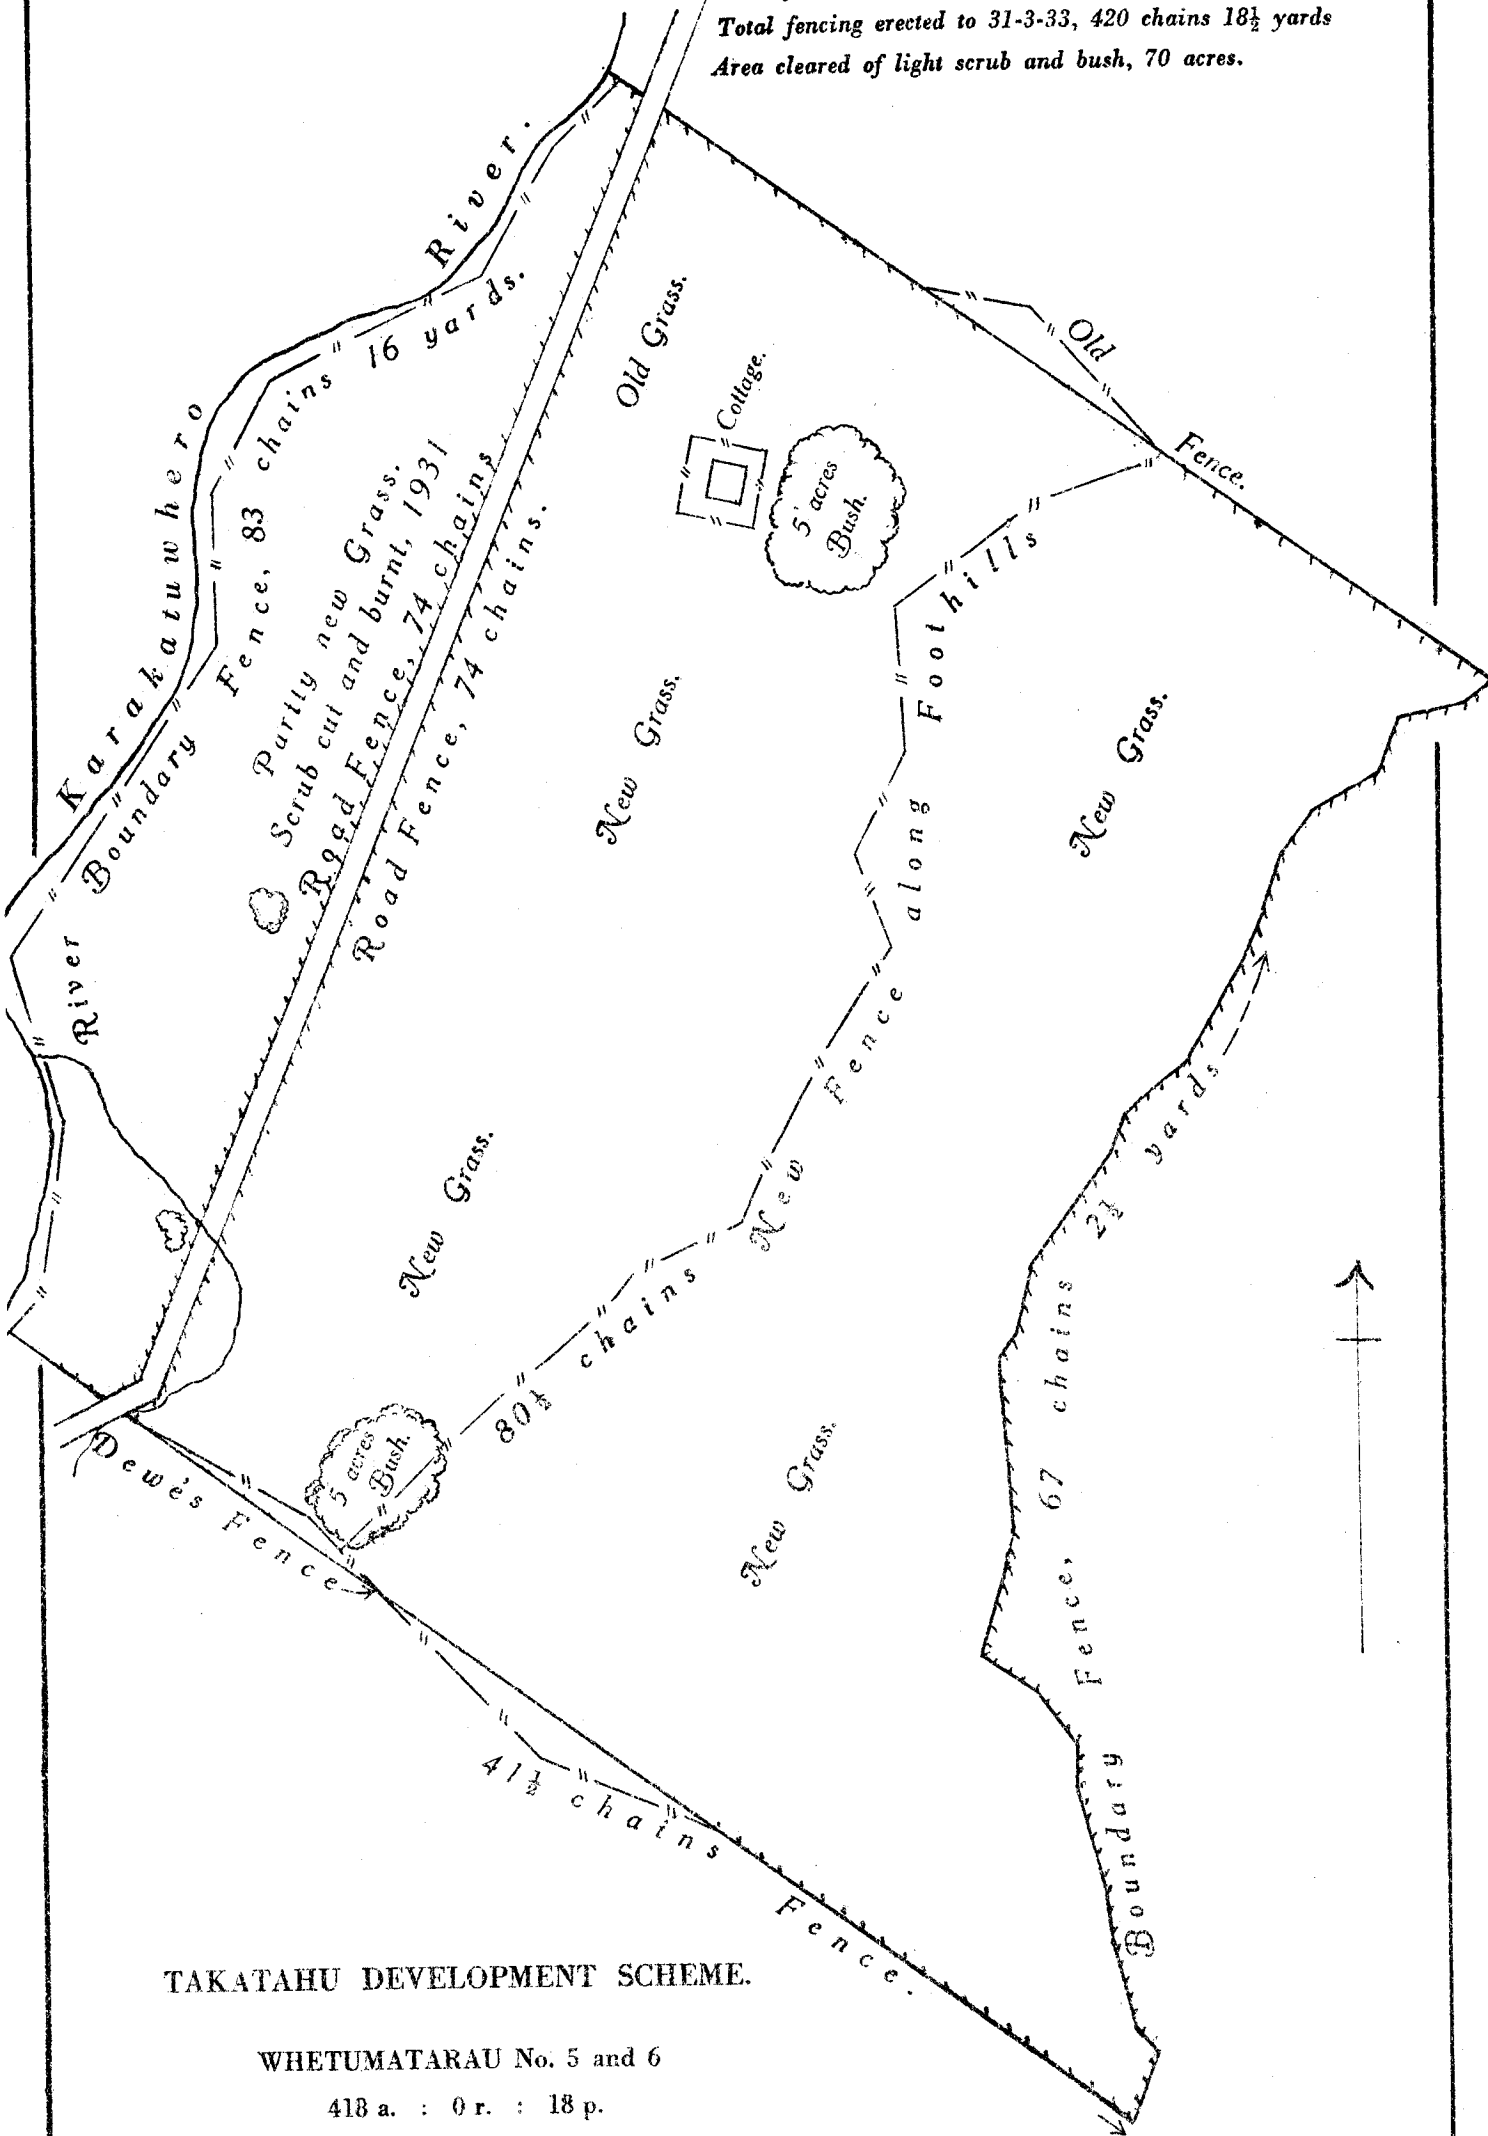 Total fencing erected to 31-3-33, 420 chains 18½ yards
Area cleared of light scrub and bush, 70 acres.
Karakatuwhero River.
River Boundary Fence, 83 chains 16 yards.
Partly new Grass.
Scrub cut and burnt, 1931
Road Fence, 74 chains
Road Fence, 74 chains.
Old Grass.
Cottage.
5 acres
Bush.
Old Fence.
New Grass.
New Grass.
New Grass.
New Grass.
80½ chains New Fence along Foothills
5 acres
Bush.
Dewe's Fence
41½ chains Fence.
Boundary Fence, 67 chains 2½ yards
TAKATAHU DEVELOPMENT SCHEME.
WHETUMATARAU No. 5 and 6
418 a. : 0 r. : 18 p.